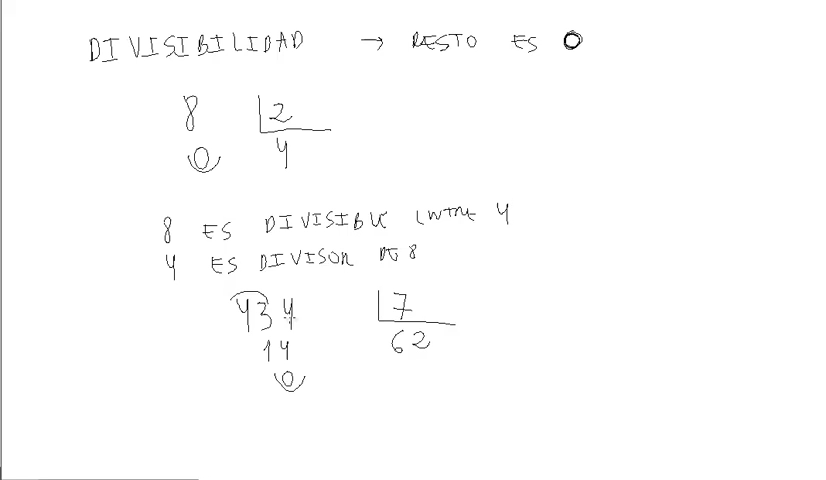 DIVISIBILIDAD → RESTO ES 0
8 2
0 4
8 ES DIVISIBLE ENTRE 4
4 ES DIVISOR DE 8
434 7
14 62
0